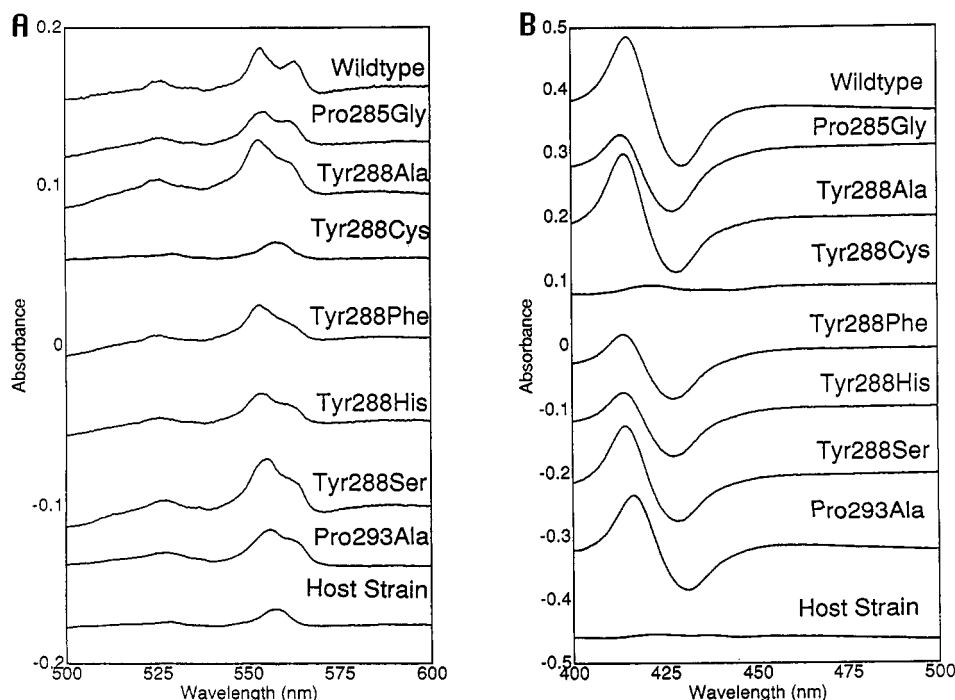 A
0.2
Wildtype
Pro285Gly
Tyr288Ala
0.1
Tyr288Cys
Tyr288Phe
0
Absorbance
Tyr288His
Tyr288Ser
-0.1
Pro293Ala
Host Strain
-0.2
500 525 550 575 600
Wavelength (nm)
B
0.5
Wildtype
0.4
Pro285Gly
0.3
Tyr288Ala
0.2
Tyr288Cys
0.1
Tyr288Phe
0
Absorbance
Tyr288His
-0.1
Tyr288Ser
-0.2
Pro293Ala
-0.3
-0.4
Host Strain
-0.5
400 425 450 475 500
Wavelength (nm)